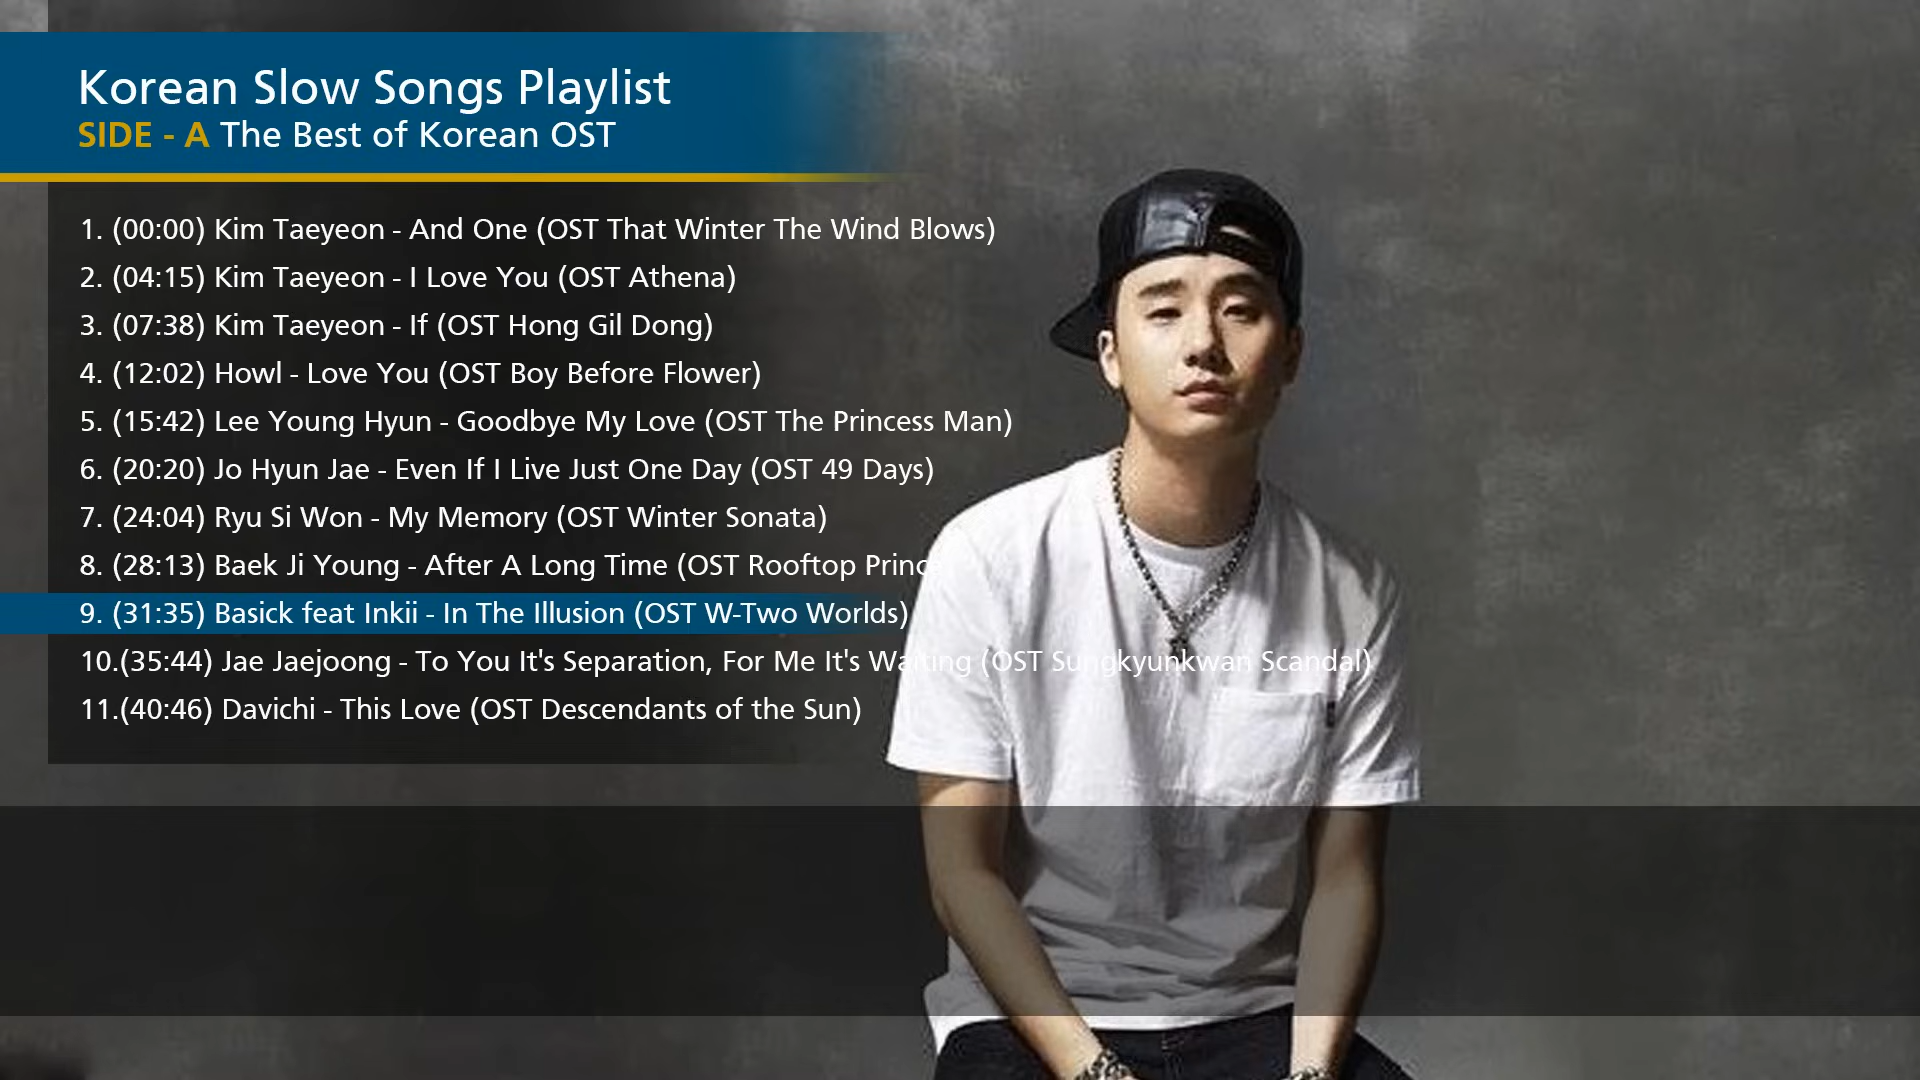 Korean Slow Songs Playlist
SIDE - A The Best of Korean OST
1. (00:00) Kim Taeyeon - And One (OST That Winter The Wind Blows)
2. (04:15) Kim Taeyeon - I Love You (OST Athena)
3. (07:38) Kim Taeyeon - If (OST Hong Gil Dong)
4. (12:02) Howl - Love You (OST Boy Before Flower)
5. (15:42) Lee Young Hyun - Goodbye My Love (OST The Princess Man)
6. (20:20) Jo Hyun Jae - Even If I Live Just One Day (OST 49 Days)
7. (24:04) Ryu Si Won - My Memory (OST Winter Sonata)
8. (28:13) Baek Ji Young - After A Long Time (OST Rooftop Prince)
9. (31:35) Basick feat Inkii - In The Illusion (OST W-Two Worlds)
10.(35:44) Jae Jaejoong - To You It's Separation, For Me It's Waiting (OST Sungkyunkwan Scandal)
11.(40:46) Davichi - This Love (OST Descendants of the Sun)